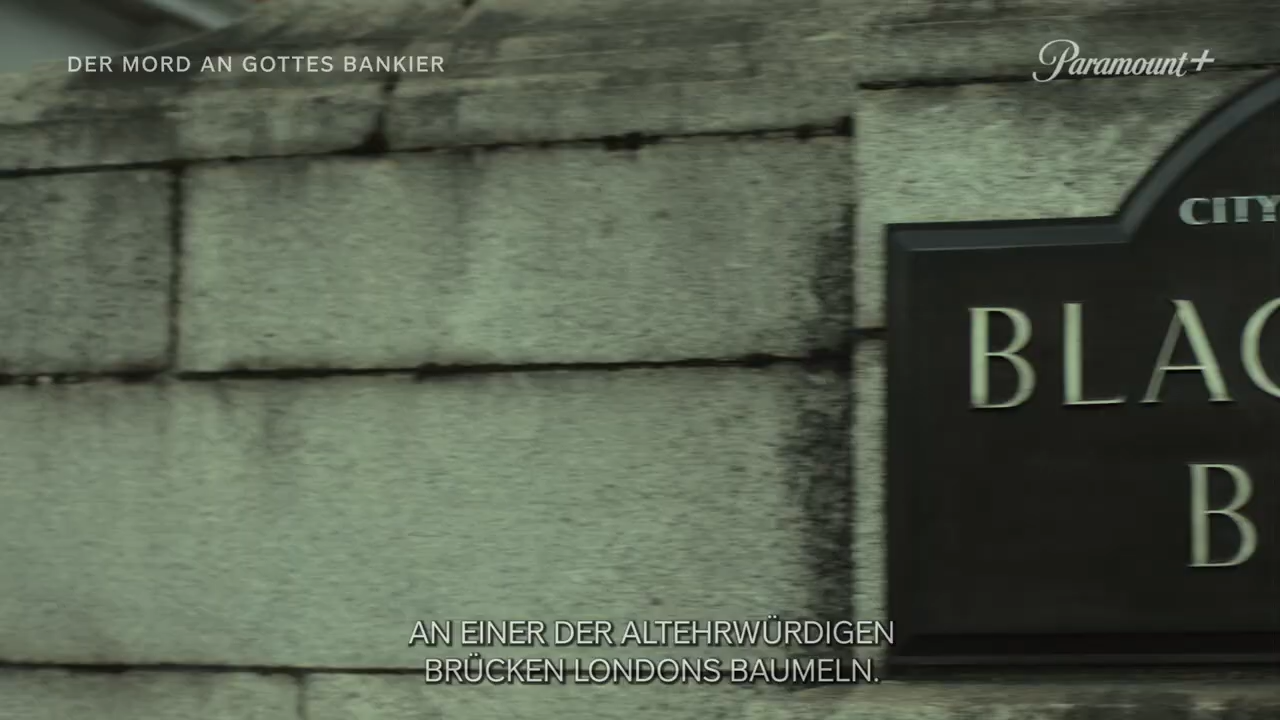 DER MORD AN GOTTES BANKIER
Paramount+
CITY
BLAC
B
AN EINER DER ALTEHRWÜRDIGEN
BRÜCKEN LONDONS BAUMELN.